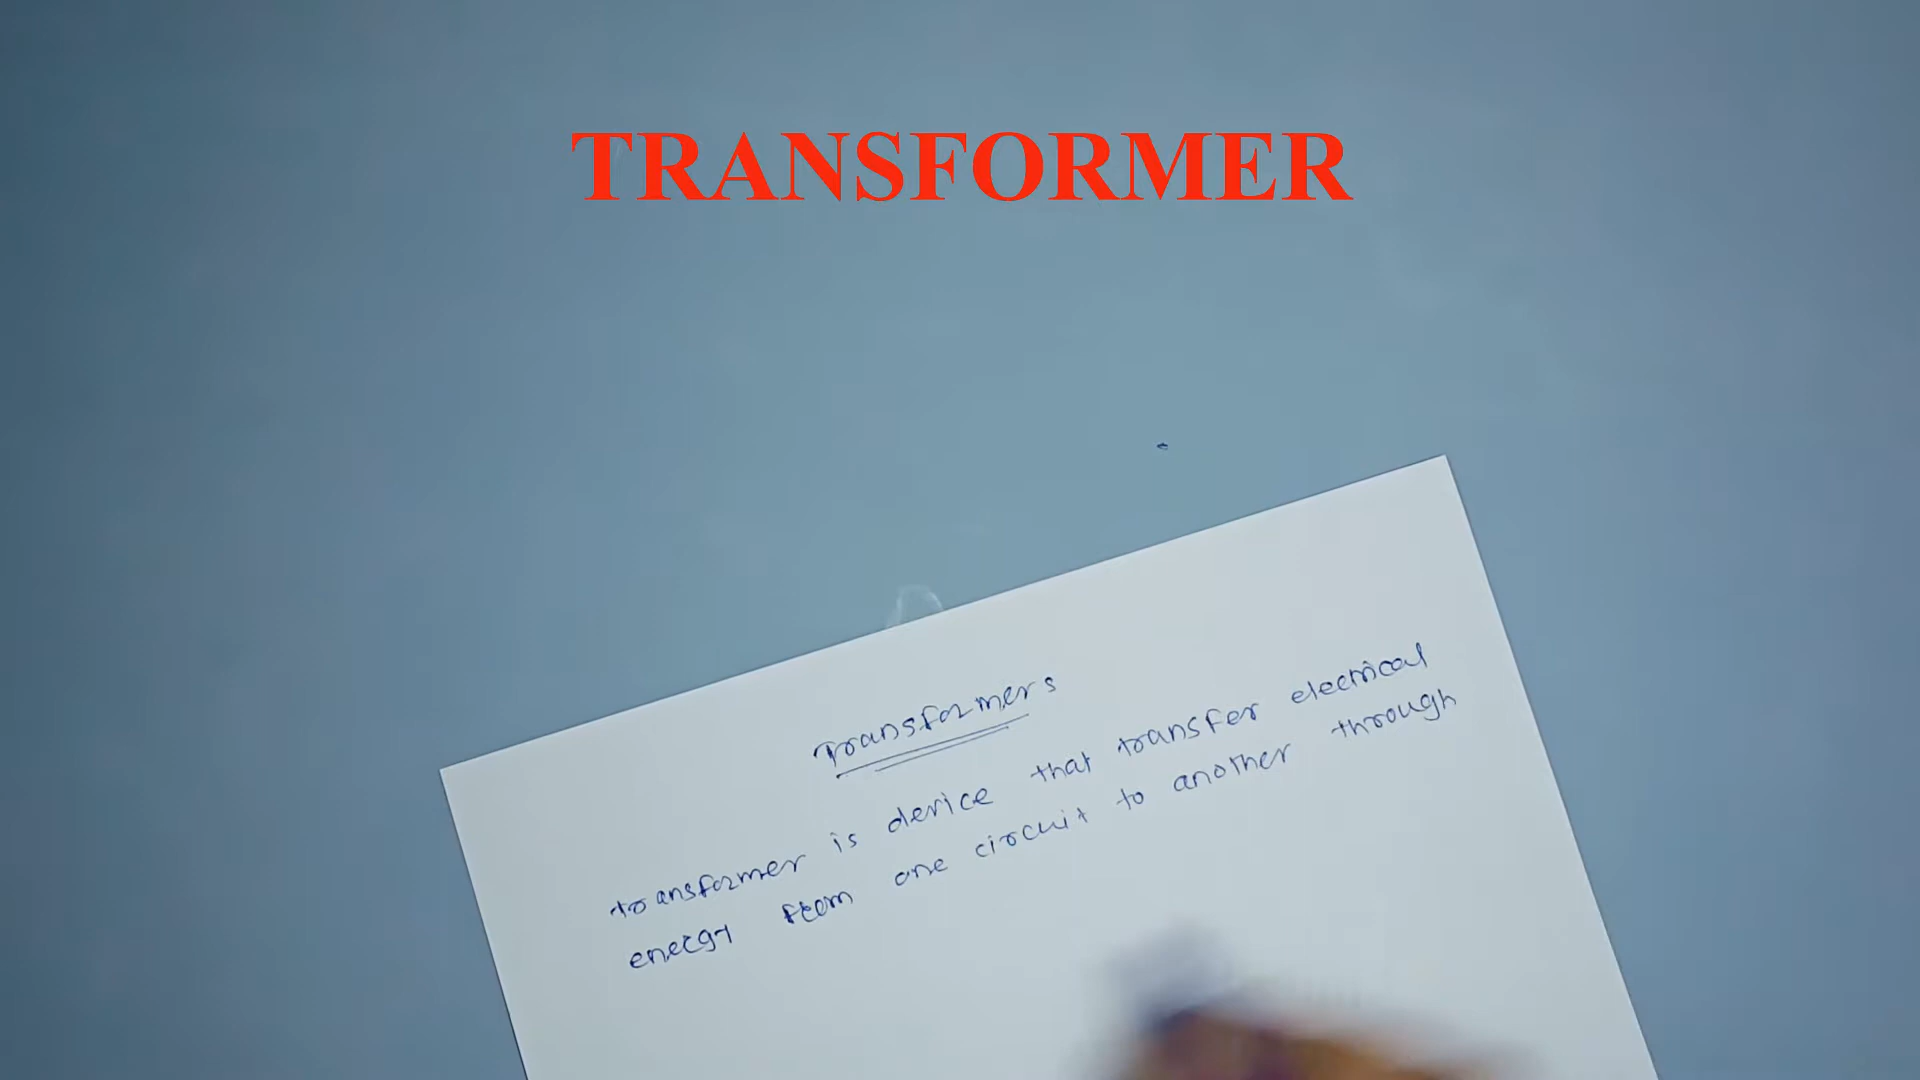 TRANSFORMER
Transformers
transformer is device that transfer electrical
energy from one circuit to another through